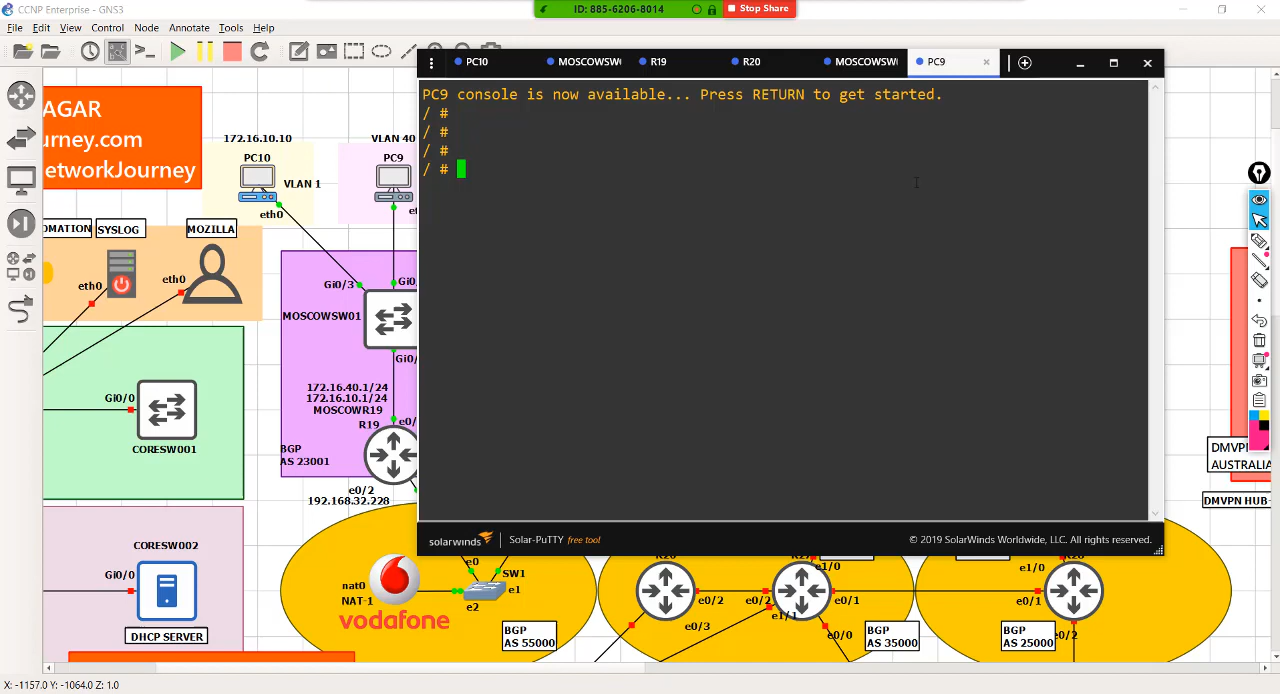 CCNP Enterprise - GNS3
ID: 885-6206-8014
Stop Share
File Edit View Control Node Annotate Tools Help
PC10
MOSCOWSW
R19
R20
MOSCOWSW
PC9
PC9 console is now available... Press RETURN to get started.
/ #
/ #
/ #
/ #
AGAR
urney.com
etworkJourney
172.16.10.10
PC10
VLAN 1
eth0
VLAN 40
PC9
OMATION
SYSLOG
MOZILLA
eth0
eth0
Gi0/3
MOSCOWSW01
172.16.40.1/24
172.16.10.1/24
MOSCOWR19
R19
BGP
AS 23001
e0/2
192.168.32.228
Gi0/0
CORESW001
CORESW002
Gi0/0
DHCP SERVER
DMVPN HUB
AUSTRALIA
solarwinds
Solar-PuTTY free tool
© 2019 SolarWinds Worldwide, LLC. All rights reserved.
nat0
NAT-1
vodafone
e0
SW1
e1
e2
BGP
AS 55000
e0/2
e0/3
e0/2
e1/0
e0/1
e1/1
e0/0
BGP
AS 35000
e1/0
e0/1
e0/2
BGP
AS 25000
X: -1157.0 Y: -1064.0 Z: 1.0